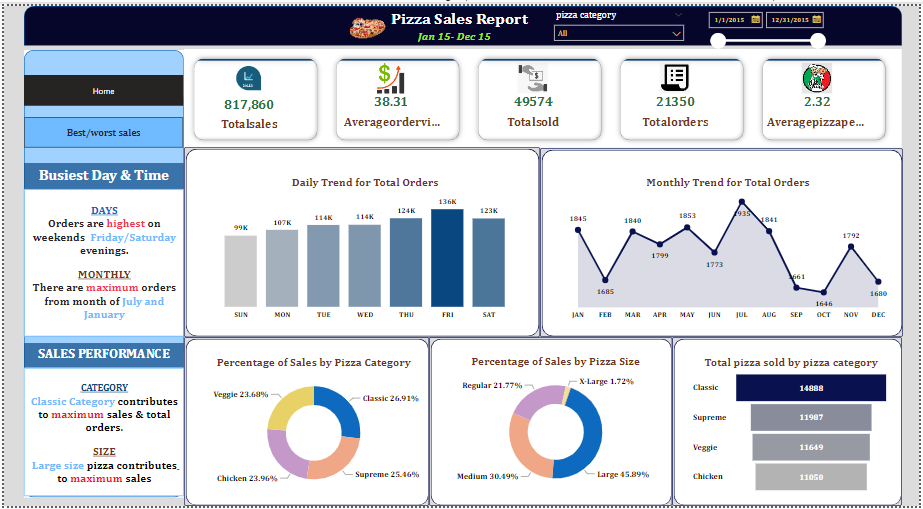 Pizza Sales Report
Jan 15- Dec 15
pizza category
All
1/1/2015
12/31/2015
Home
Best/worst sales
SALES
817,860
Totalsales
38.31
Averageordervi...
49574
Totalsold
21350
Totalorders
2.32
Averagepizzape...
Busiest Day & Time
DAYS
Orders are highest on
weekends Friday/Saturday
evenings.
MONTHLY
There are maximum orders
from month of July and
January
SALES PERFORMANCE
CATEGORY
Classic Category contributes
to maximum sales & total
orders.
SIZE
Large size pizza contributes
to maximum sales
Daily Trend for Total Orders
99K
107K
114K
114K
124K
136K
123K
SUN MON TUE WED THU FRI SAT
Monthly Trend for Total Orders
1845
1685
1840
1799
1853
1773
1935
1841
1661
1646
1792
1680
JAN FEB MAR APR MAY JUN JUL AUG SEP OCT NOV DEC
Percentage of Sales by Pizza Category
Veggie 23.68%
Classic 26.91%
Chicken 23.96%
Supreme 25.46%
Percentage of Sales by Pizza Size
Regular 21.77%
X-Large 1.72%
Medium 30.49%
Large 45.89%
Total pizza sold by pizza category
Classic 14888
Supreme 11987
Veggie 11649
Chicken 11050